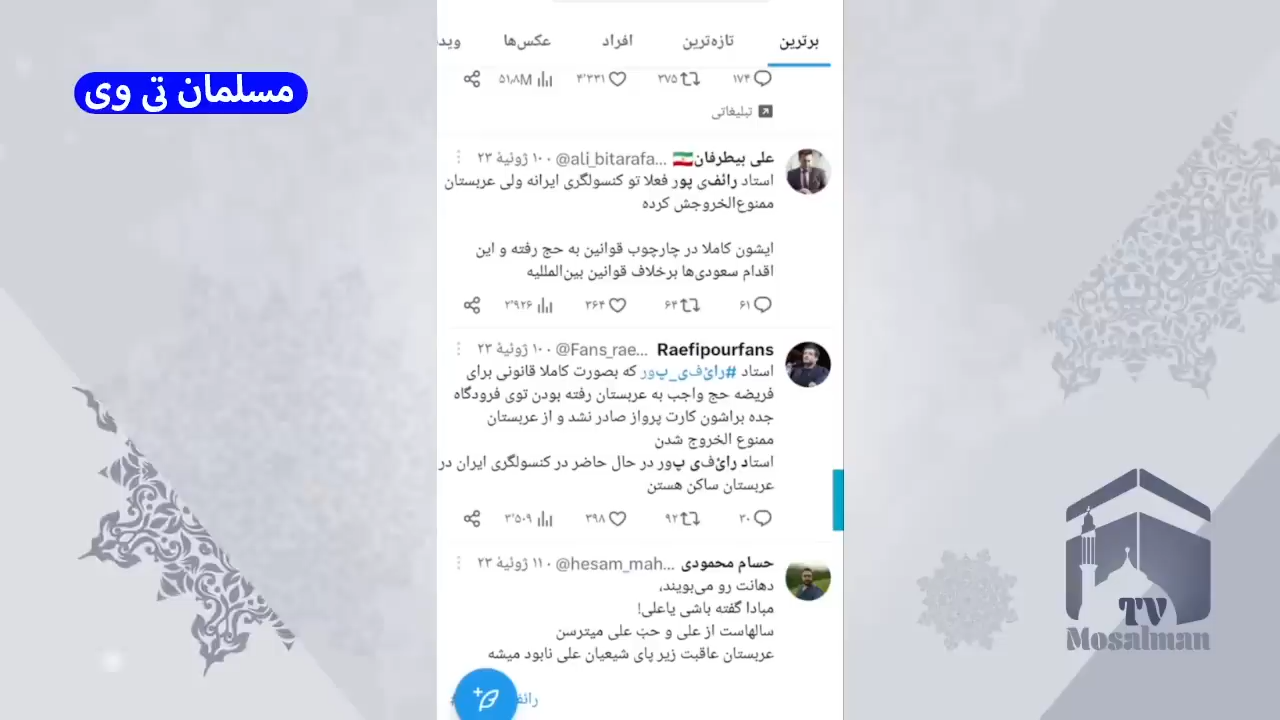 مسلمان تی وی
برترین تازه‌ترین افراد عکس‌ها ویدی
۱۷۴ ۳۷۵ ۴٬۳۳۱ ۵۱٫۸M
تبلیغاتی
علی بیطرفان🇮🇷 @ali_bitarafa... · ۱۰ ژوئیهٔ ۲۳
استاد رائفی پور فعلا تو کنسولگری ایرانه ولی عربستان
ممنوع‌الخروجش کرده
ایشون کاملا در چارچوب قوانین به حج رفته و این
اقدام سعودی‌ها برخلاف قوانین بین‌الملیه
۶۱ ۶۴ ۳۶۴ ۲٬۹۲۶
Raefipourfans @Fans_rae... · ۱۰ ژوئیهٔ ۲۳
استاد #رائفی_پور که بصورت کاملا قانونی برای
فریضه حج واجب به عربستان رفته بودن توی فرودگاه
جده براشون کارت پرواز صادر نشد و از عربستان
ممنوع الخروج شدن
استاد رائفی پور در حال حاضر در کنسولگری ایران در
عربستان ساکن هستن
۳۰ ۹۲ ۳۹۸ ۳٬۵۰۹
حسام محمودی @hesam_mah... · ۱۱ ژوئیهٔ ۲۳
دهانت رو می‌بویند،
مبادا گفته باشی یاعلی!
سالهاست از علی و حبّ علی میترسن
عربستان عاقبت زیر پای شیعیان علی نابود میشه
TV
Mosalman